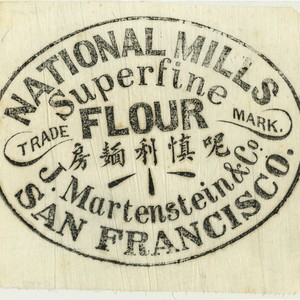 NATIONAL MILLS
Superfine
FLOUR
TRADE MARK.
房麵利慎呢
J. Martenstein & Co.
SAN FRANCISCO.